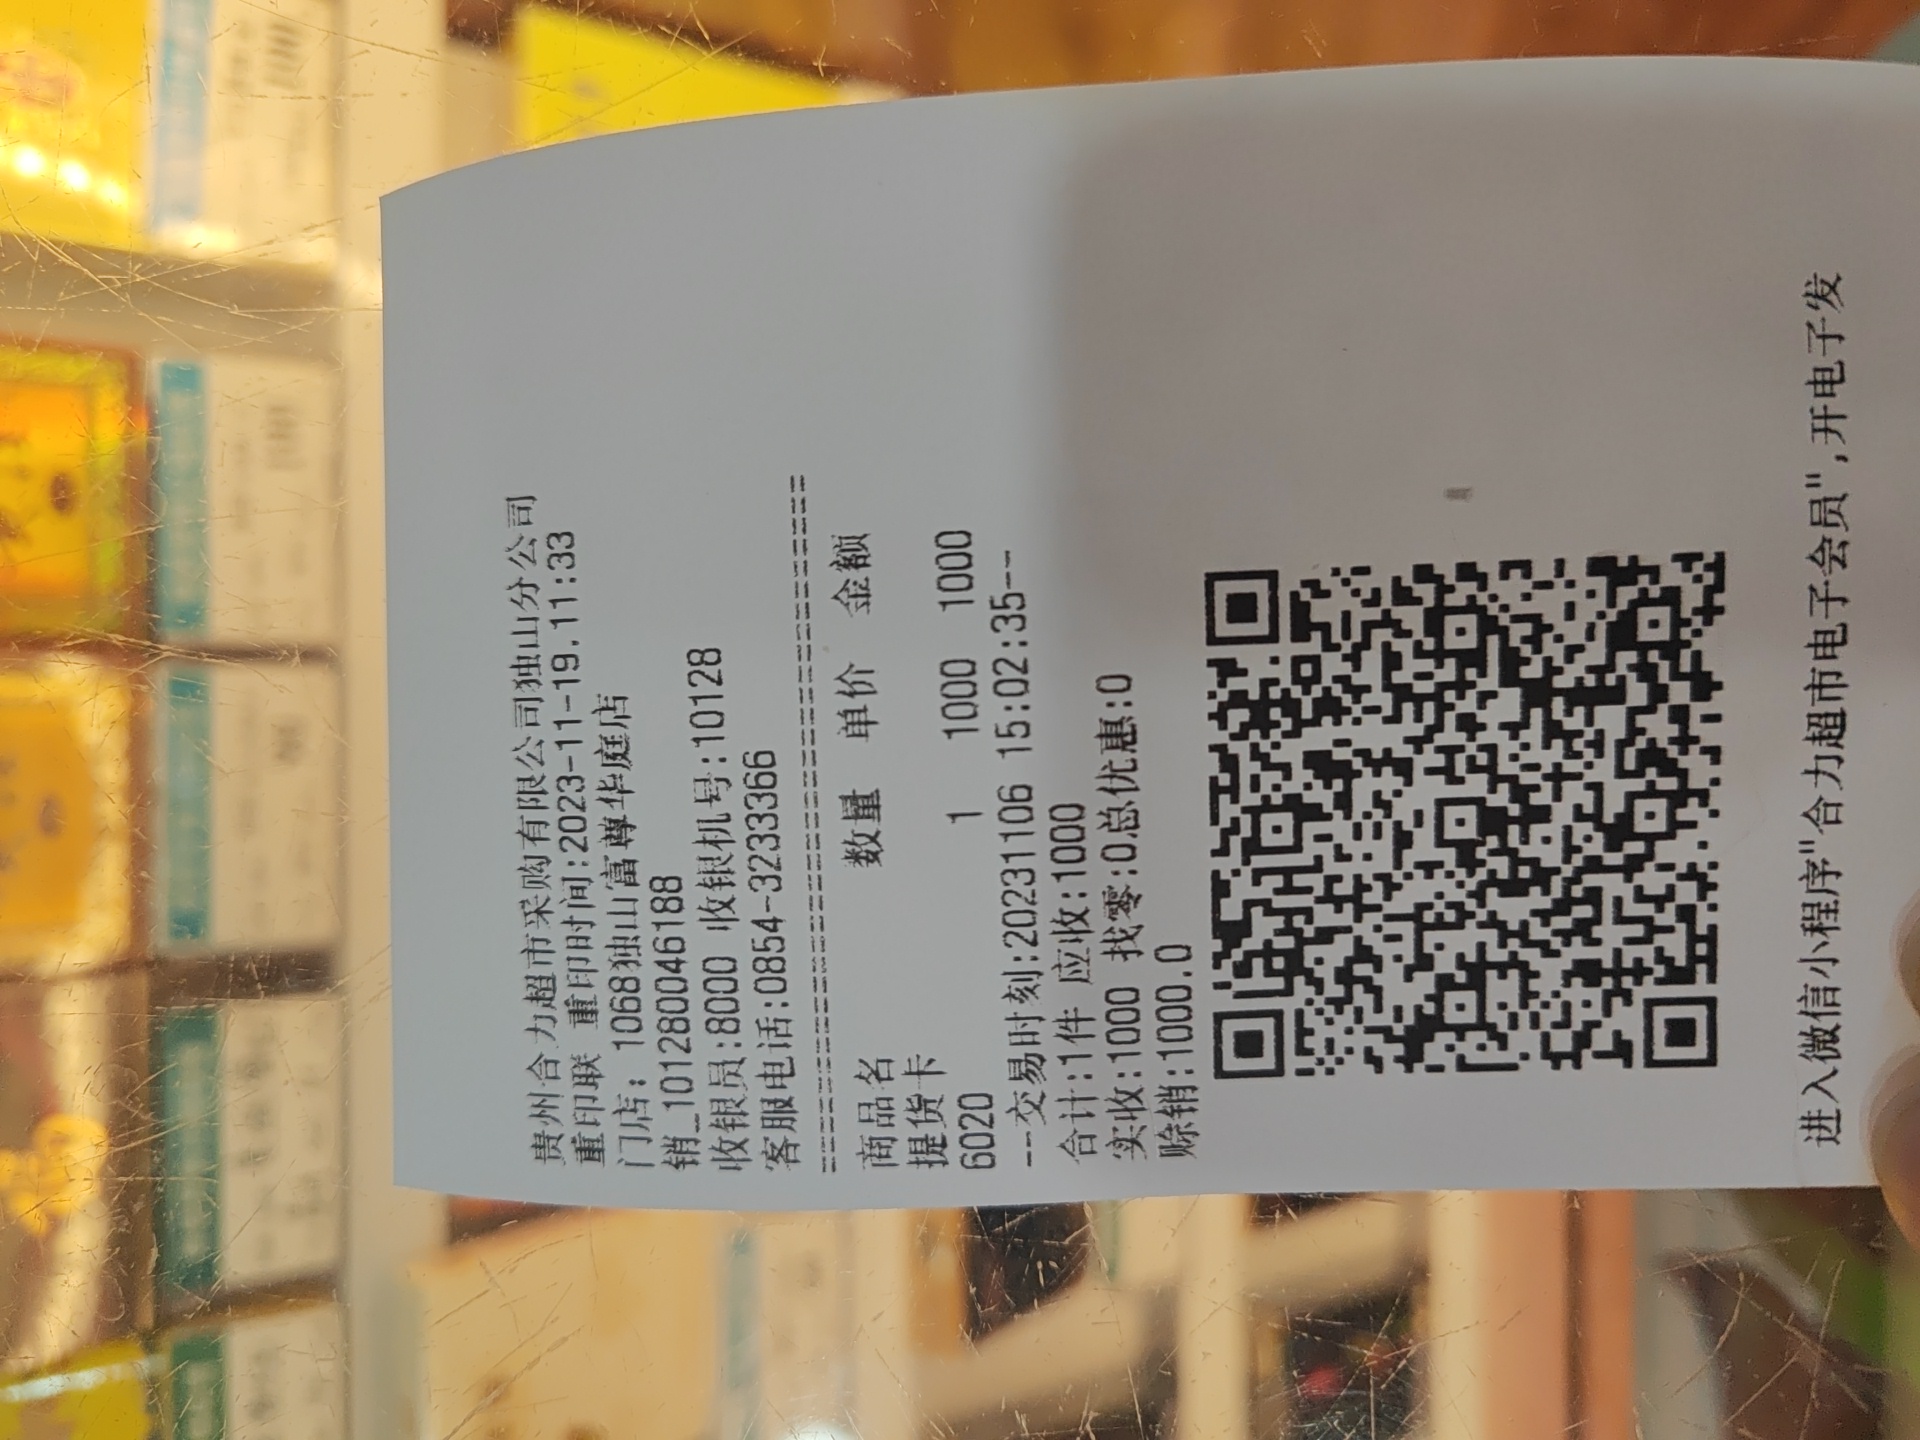 贵州合力超市采购有限公司独山分公司
重印联 重印时间:2023-11-19.11:33
门店: 1068独山富尊华庭店
销_101280046188
收银员:8000 收银机号:10128
客服电话:0854-3233366
========================================
商品名 数量 单价 金额
提货卡
6020 1 1000 1000
--交易时刻:20231106 15:02:35--
合计:1件 应收:1000
实收:1000 找零:0总优惠:0
赊销:1000.0
进入微信小程序"合力超市电子会员",开电子发